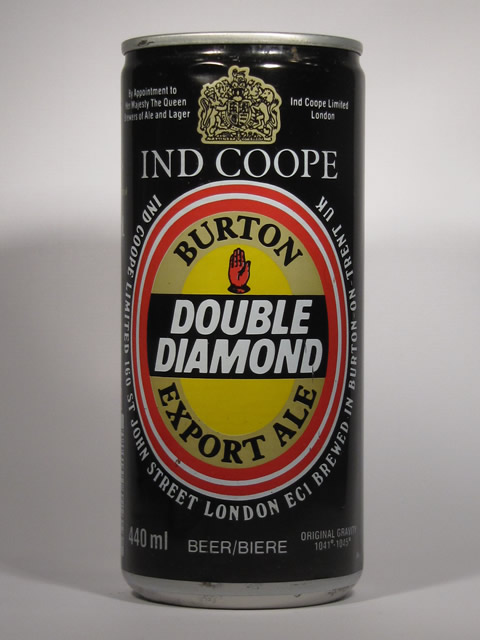 By Appointment to
Her Majesty The Queen
Brewers of Ale and Lager
Ind Coope Limited
London
IND COOPE
BURTON
DOUBLE
DIAMOND
EXPORT ALE
IND COOPE LIMITED 160 ST JOHN STREET LONDON EC1 BREWED IN BURTON-ON-TRENT UK
440 ml
BEER/BIERE
ORIGINAL GRAVITY
1041°-1045°